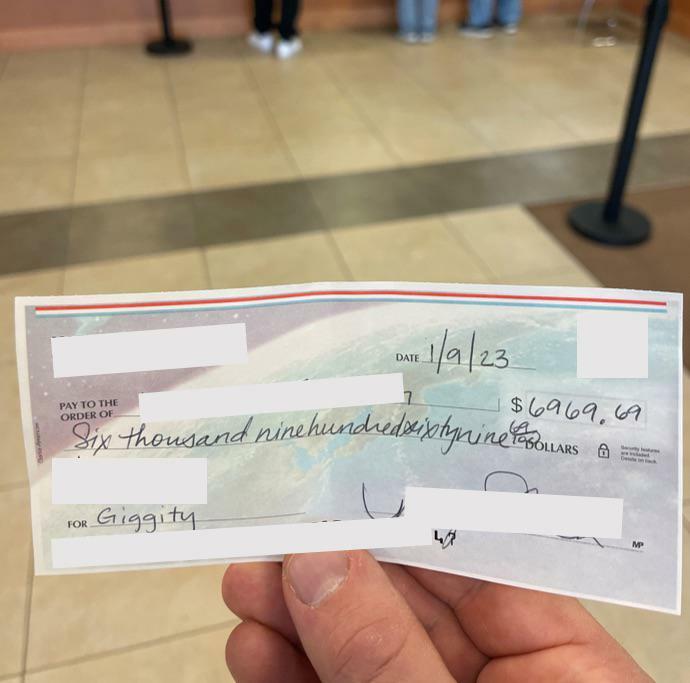 DATE 1/9/23
PAY TO THE
ORDER OF
$6969.69
Six thousand ninehundredsixtynine 69/100 DOLLARS
Security features
are included.
Details on back.
FOR Giggity
MP